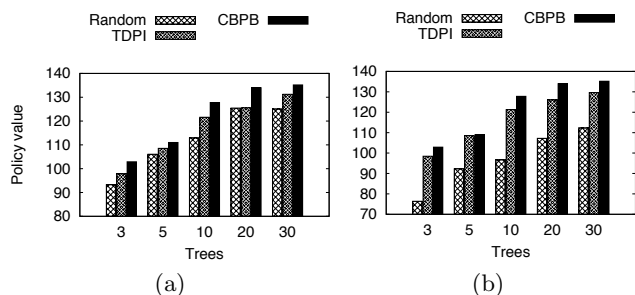 Random CBPB
TDPI
Policy value
140
130
120
110
100
90
80
3 5 10 20 30
Trees
(a)
Random CBPB
TDPI
140
130
120
110
100
90
80
70
3 5 10 20 30
Trees
(b)